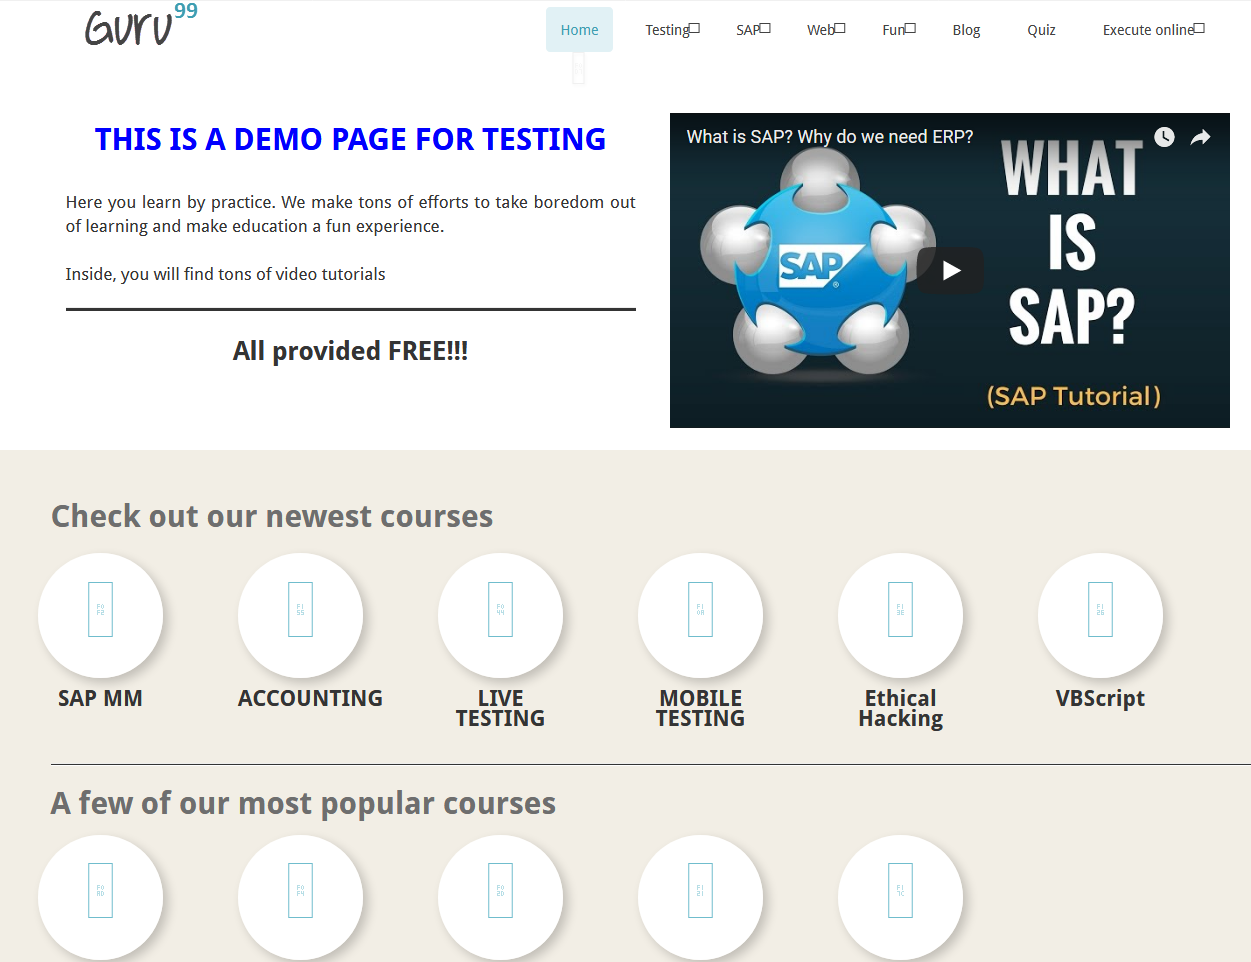 Guru99
Home Testing SAP Web Fun Blog Quiz Execute online
THIS IS A DEMO PAGE FOR TESTING
Here you learn by practice. We make tons of efforts to take boredom out
of learning and make education a fun experience.
Inside, you will find tons of video tutorials
All provided FREE!!!
What is SAP? Why do we need ERP?
WHAT
IS
SAP?
(SAP Tutorial)
SAP®
Check out our newest courses
SAP MM
ACCOUNTING
LIVE
TESTING
MOBILE
TESTING
Ethical
Hacking
VBScript
A few of our most popular courses